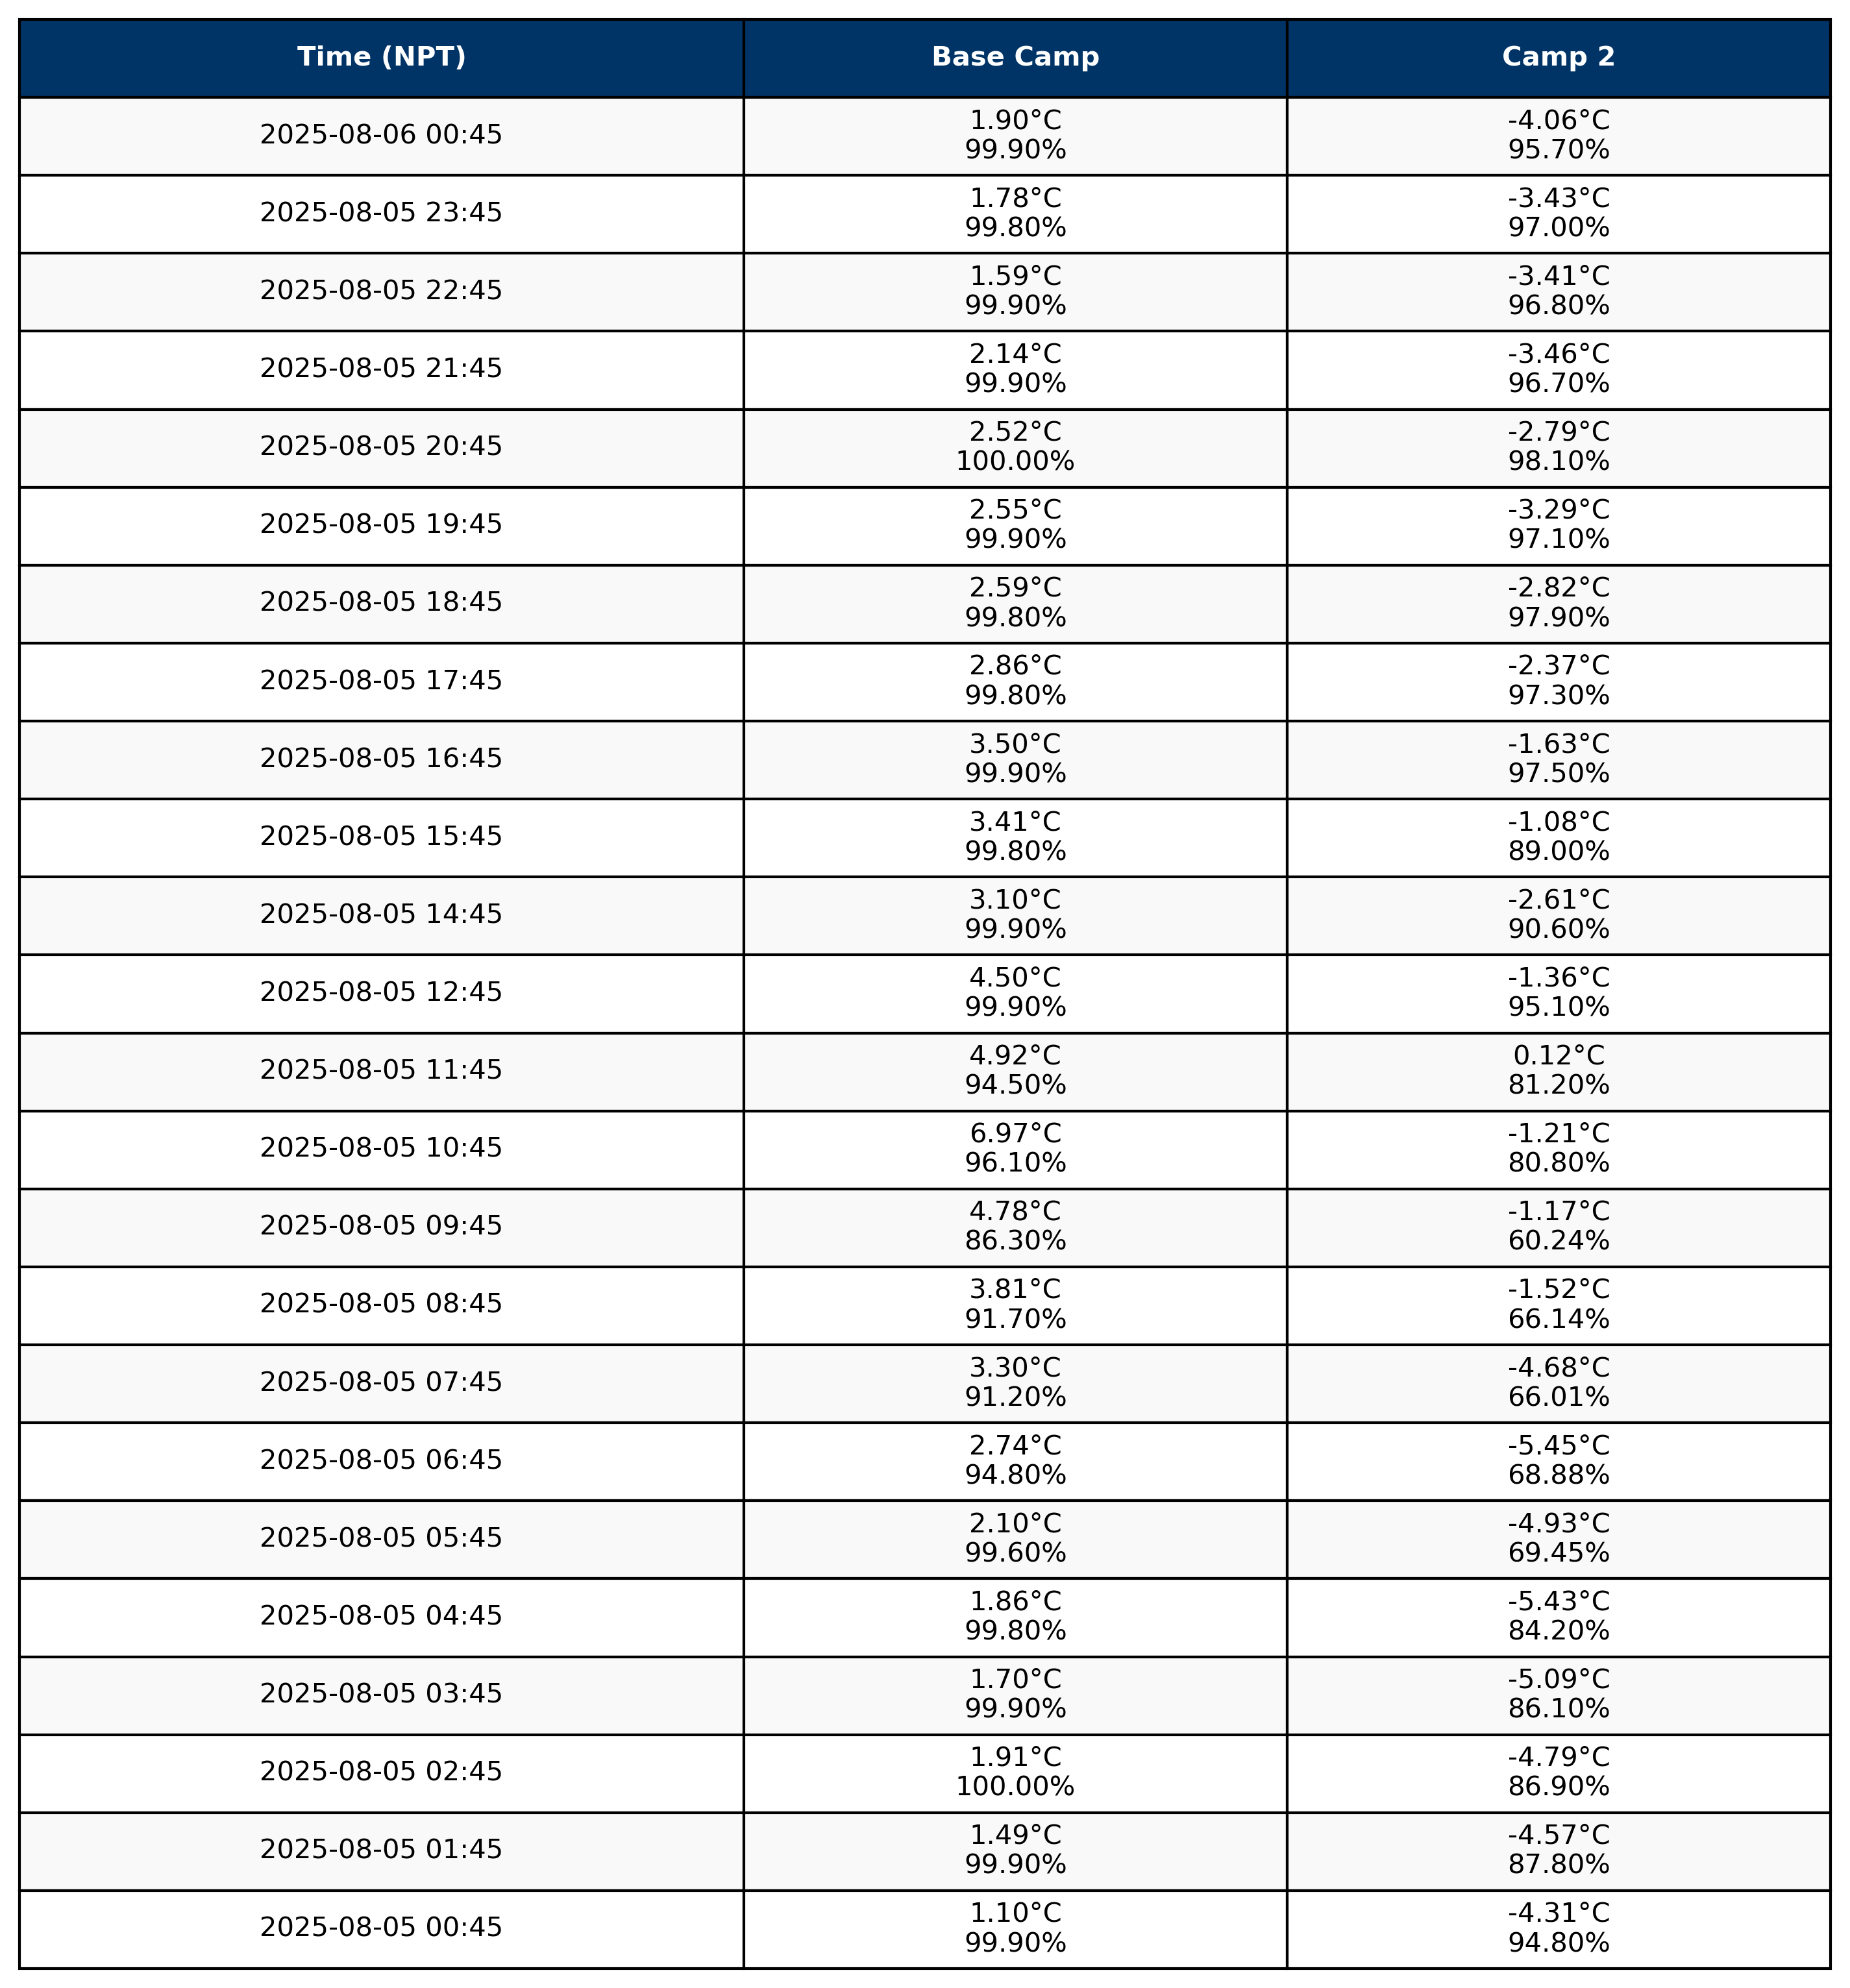 Time (NPT) Base Camp Camp 2
2025-08-06 00:45 1.90°C -4.06°C
99.90% 95.70%
2025-08-05 23:45 1.78°C -3.43°C
99.80% 97.00%
2025-08-05 22:45 1.59°C -3.41°C
99.90% 96.80%
2025-08-05 21:45 2.14°C -3.46°C
99.90% 96.70%
2025-08-05 20:45 2.52°C -2.79°C
100.00% 98.10%
2025-08-05 19:45 2.55°C -3.29°C
99.90% 97.10%
2025-08-05 18:45 2.59°C -2.82°C
99.80% 97.90%
2025-08-05 17:45 2.86°C -2.37°C
99.80% 97.30%
2025-08-05 16:45 3.50°C -1.63°C
99.90% 97.50%
2025-08-05 15:45 3.41°C -1.08°C
99.80% 89.00%
2025-08-05 14:45 3.10°C -2.61°C
99.90% 90.60%
2025-08-05 12:45 4.50°C -1.36°C
99.90% 95.10%
2025-08-05 11:45 4.92°C 0.12°C
94.50% 81.20%
2025-08-05 10:45 6.97°C -1.21°C
96.10% 80.80%
2025-08-05 09:45 4.78°C -1.17°C
86.30% 60.24%
2025-08-05 08:45 3.81°C -1.52°C
91.70% 66.14%
2025-08-05 07:45 3.30°C -4.68°C
91.20% 66.01%
2025-08-05 06:45 2.74°C -5.45°C
94.80% 68.88%
2025-08-05 05:45 2.10°C -4.93°C
99.60% 69.45%
2025-08-05 04:45 1.86°C -5.43°C
99.80% 84.20%
2025-08-05 03:45 1.70°C -5.09°C
99.90% 86.10%
2025-08-05 02:45 1.91°C -4.79°C
100.00% 86.90%
2025-08-05 01:45 1.49°C -4.57°C
99.90% 87.80%
2025-08-05 00:45 1.10°C -4.31°C
99.90% 94.80%